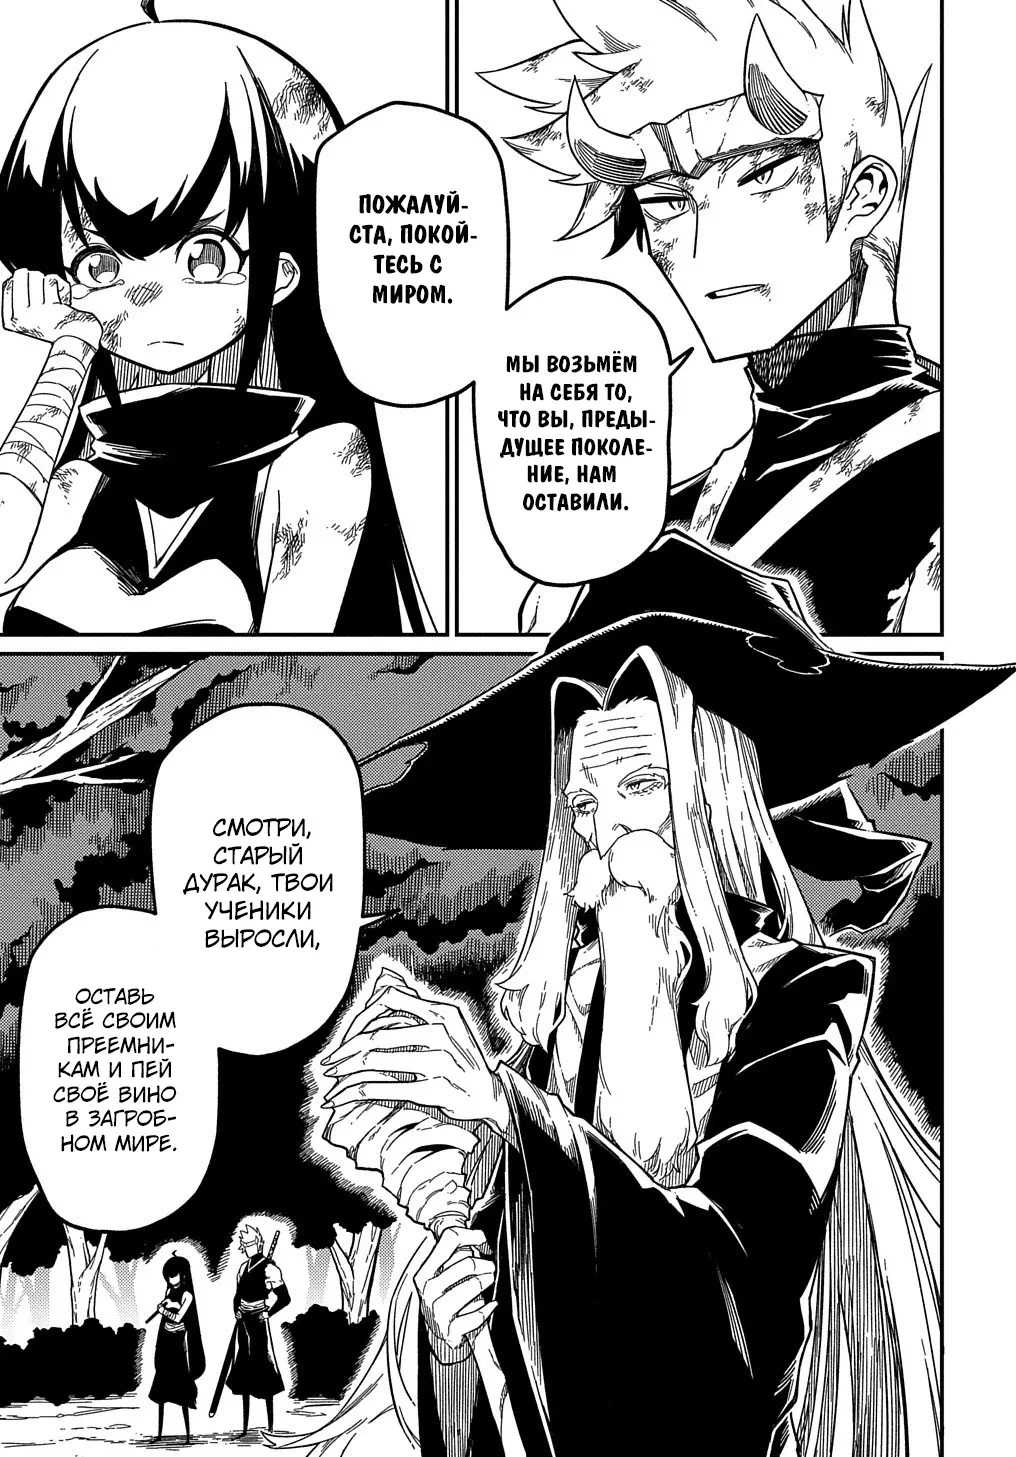 МЫ ВОЗЬМЁМ
НА СЕБЯ ТО,
ЧТО ВЫ, ПРЕДЫ-
ДУЩЕЕ ПОКОЛЕ-
НИЕ, НАМ
ОСТАВИЛИ.
ПОЖАЛУЙ-
СТА, ПОКОЙ-
ТЕСЬ С
МИРОМ.
СМОТРИ,
СТАРЫЙ
ДУРАК, ТВОИ
УЧЕНИКИ
ВЫРОСЛИ,
ОСТАВЬ
ВСЁ СВОИМ
ПРЕЕМНИ-
КАМ И ПЕЙ
СВОЁ ВИНО
В ЗАГРОБ-
НОМ МИРЕ.